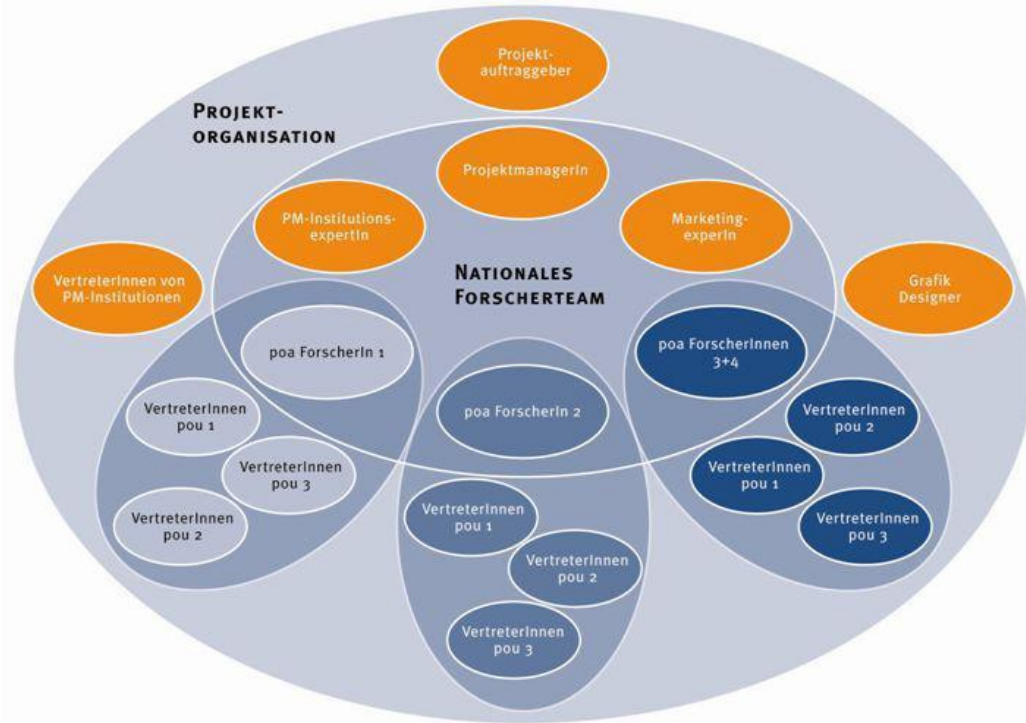 Projekt-
auftraggeber
PROJEKT-
ORGANISATION
ProjektmanagerIn
PM-Institutions-
expertIn
Marketing-
experIn
VertreterInnen von
PM-Institutionen
NATIONALES
FORSCHERTEAM
Grafik
Designer
poa ForscherIn 1
poa ForscherInnen
3+4
poa ForscherIn 2
VertreterInnen
pou 1
VertreterInnen
pou 3
VertreterInnen
pou 2
VertreterInnen
pou 1
VertreterInnen
pou 2
VertreterInnen
pou 3
VertreterInnen
pou 2
VertreterInnen
pou 1
VertreterInnen
pou 3